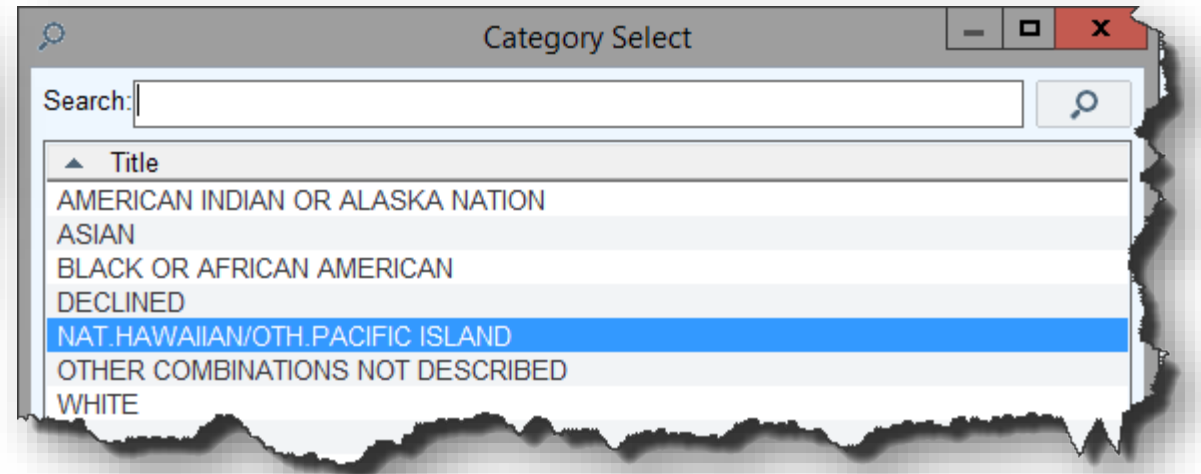 Category Select
Search:
Title
AMERICAN INDIAN OR ALASKA NATION
ASIAN
BLACK OR AFRICAN AMERICAN
DECLINED
NAT.HAWAIIAN/OTH.PACIFIC ISLAND
OTHER COMBINATIONS NOT DESCRIBED
WHITE